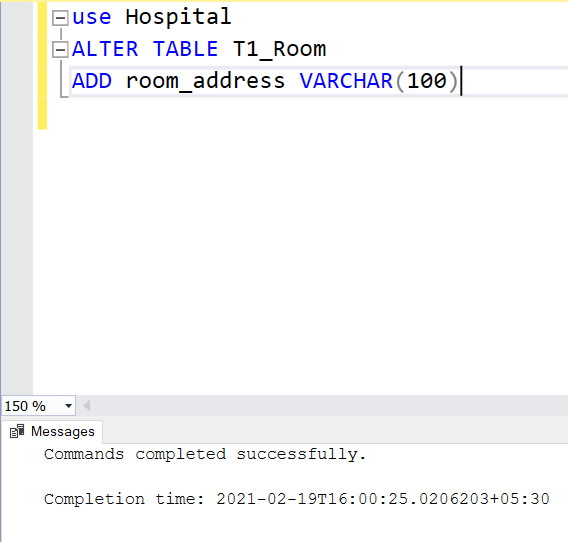 use Hospital
ALTER TABLE T1_Room
ADD room_address VARCHAR(100)
150 %
Messages
Commands completed successfully.
Completion time: 2021-02-19T16:00:25.0206203+05:30